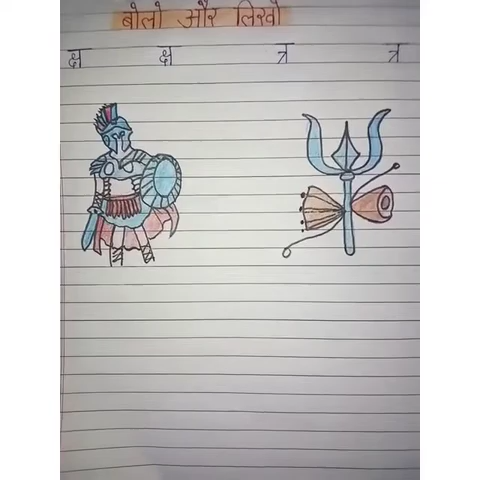 बोलो और लिखो
क्ष क्ष त्र त्र